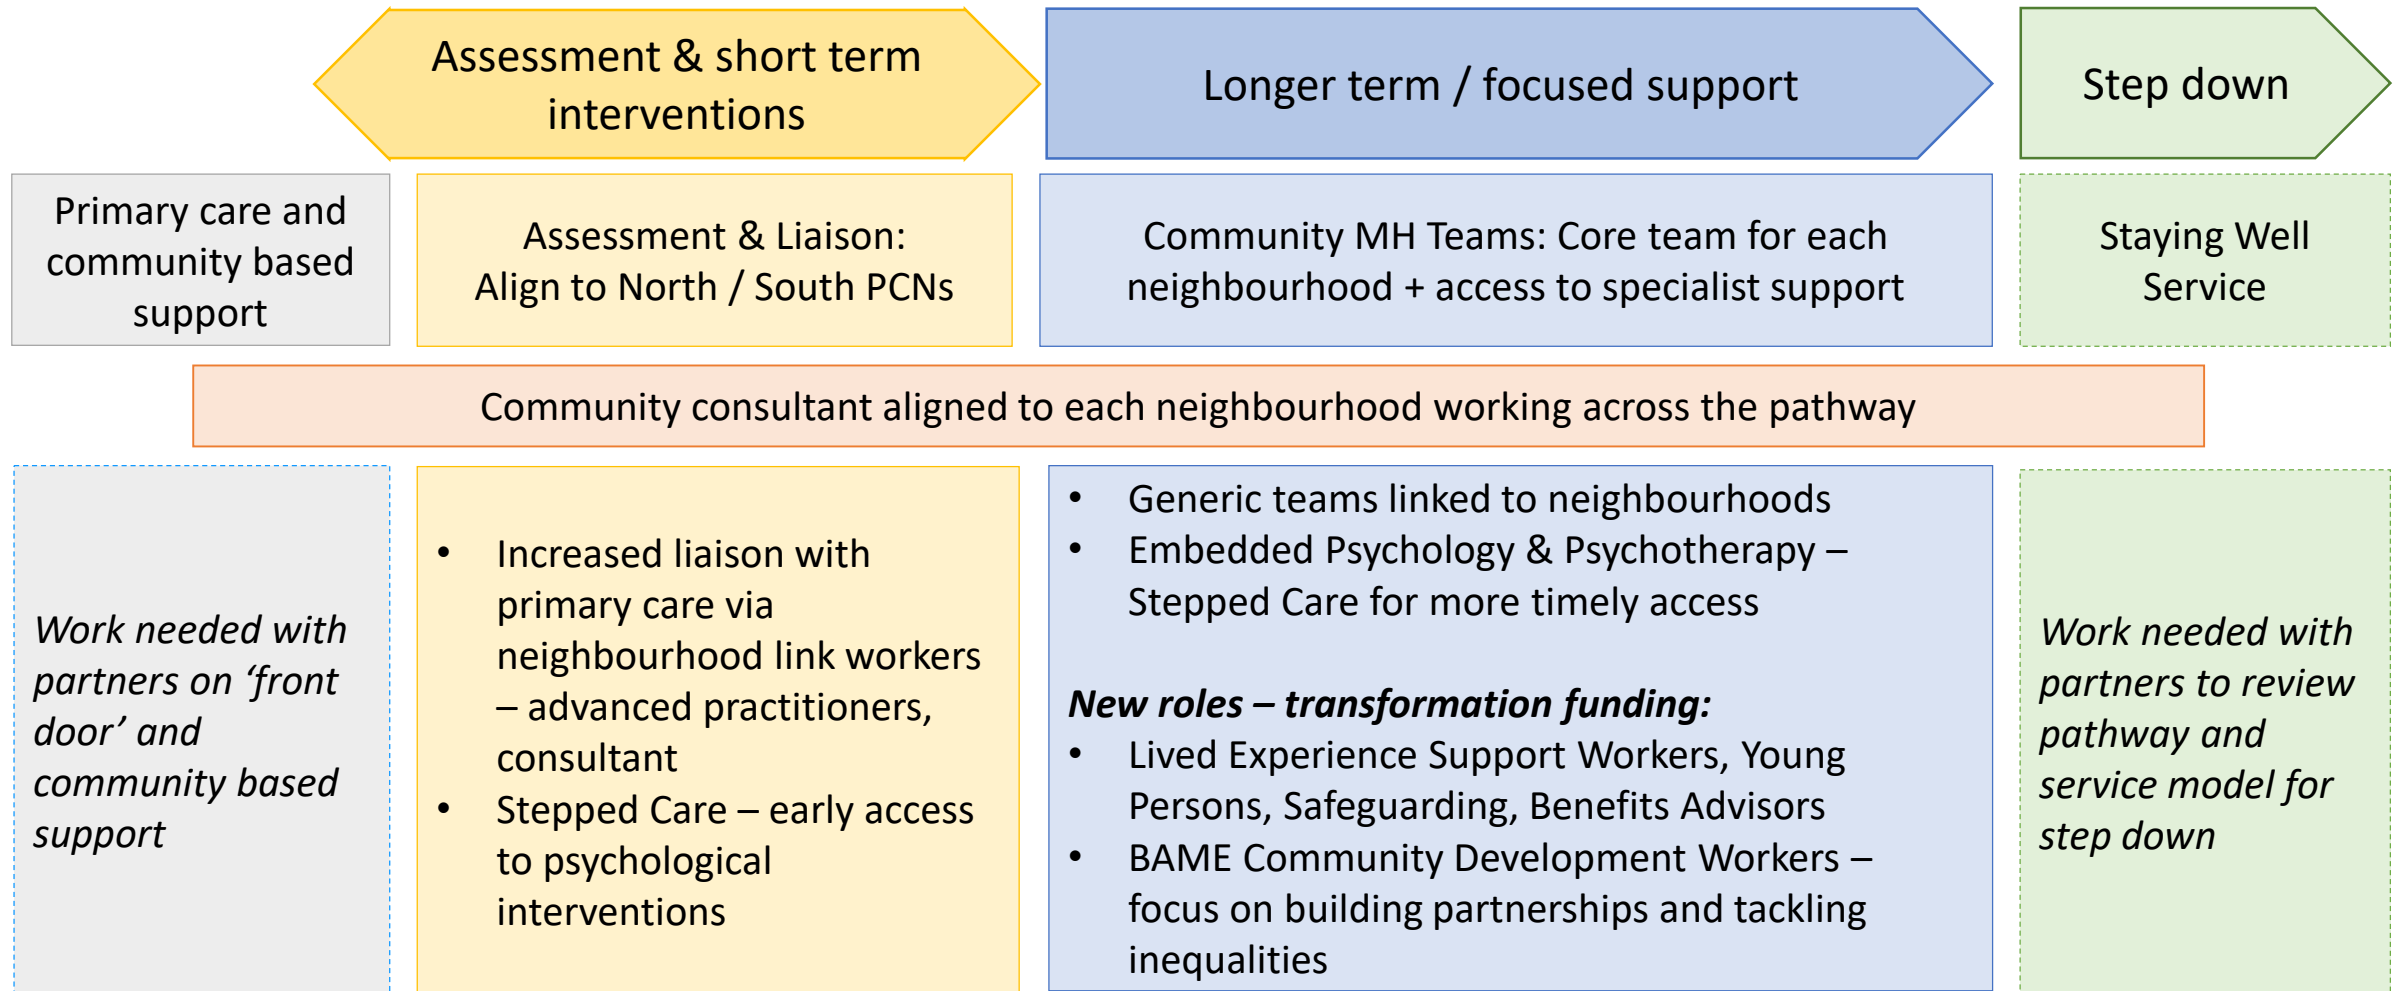 Assessment & short term
interventions
Longer term / focused support
Step down
Primary care and
community based
support
Assessment & Liaison:
Align to North / South PCNs
Community MH Teams: Core team for each
neighbourhood + access to specialist support
Staying Well
Service
Community consultant aligned to each neighbourhood working across the pathway
Work needed with
partners on ‘front
door’ and
community based
support
• Increased liaison with
primary care via
neighbourhood link workers
– advanced practitioners,
consultant
• Stepped Care – early access
to psychological
interventions
• Generic teams linked to neighbourhoods
• Embedded Psychology & Psychotherapy –
Stepped Care for more timely access
New roles – transformation funding:
• Lived Experience Support Workers, Young
Persons, Safeguarding, Benefits Advisors
• BAME Community Development Workers –
focus on building partnerships and tackling
inequalities
Work needed with
partners to review
pathway and
service model for
step down